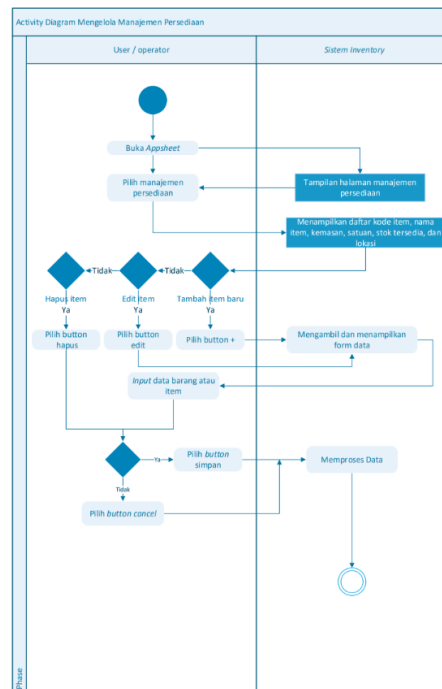 Activity Diagram Mengelola Manajemen Persediaan
User / operator
Sistem Inventory
Buka Appsheet
Pilih manajemen
persediaan
Tampilan halaman manajemen
persediaan
Menampilkan daftar kode item, nama
item, kemasan, satuan, stok tersedia, dan
lokasi
Tidak
Tidak
Hapus item
Edit item
Tambah item baru
Ya
Ya
Ya
Pilih button
hapus
Pilih button
edit
Pilih button +
Mengambil dan menampilkan
form data
Input data barang atau
item
Ya
Pilih button
simpan
Memproses Data
Tidak
Pilih button cancel
Phase